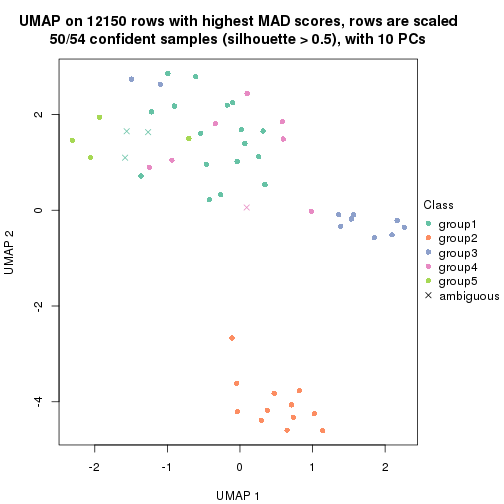 UMAP on 12150 rows with highest MAD scores, rows are scaled
50/54 confident samples (silhouette > 0.5), with 10 PCs
2
0
-2
-4
UMAP 2
-2
-1
0
1
2
UMAP 1
Class
group1
group2
group3
group4
group5
ambiguous